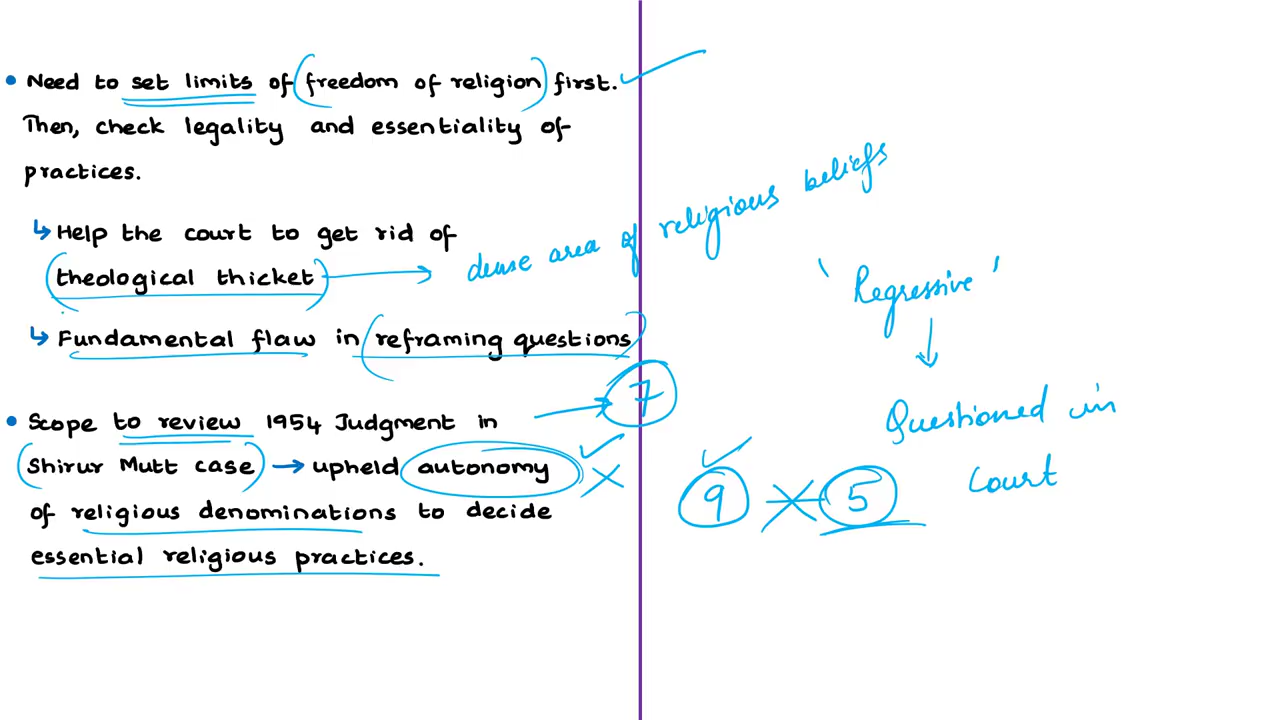 • Need to set limits of (freedom of religion) first. ✓
Then, check legality and essentiality of
practices.
↳ Help the court to get rid of
(theological thicket) → dense area of religious beliefs
↳ Fundamental flaw in (reframing questions)
• Scope to review 1954 Judgment in → 7
(Shirur Mutt case) → upheld autonomy
of religious denominations to decide
essential religious practices.
'Regressive'
↓
Questioned in
court
9 5